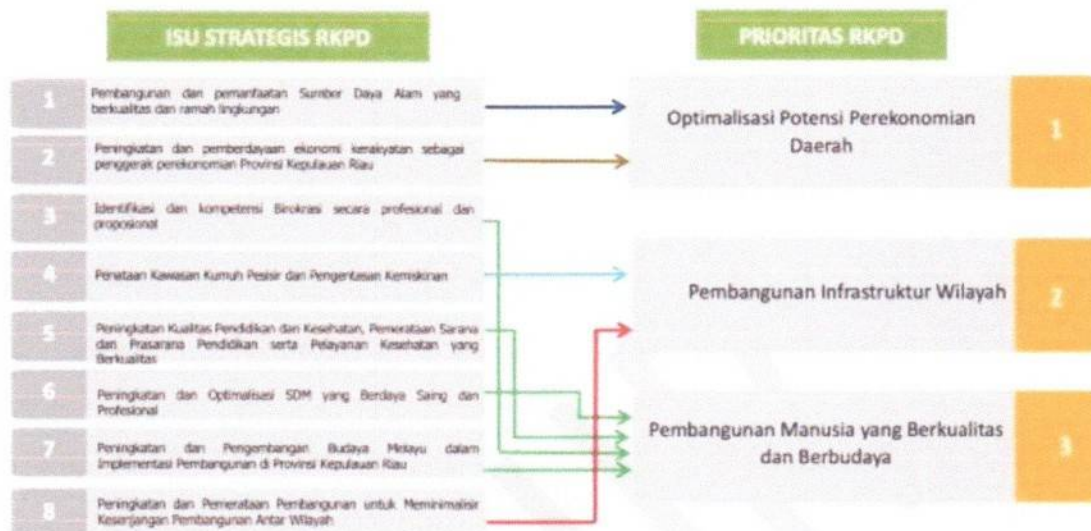 ISU STRATEGIS RKPD
1
Pembangunan dan pemanfaatan Sumber Daya Alam yang
berkualitas dan ramah lingkungan
2
Peningkatan dan pemberdayaan ekonomi kerakyatan sebagai
penggerak perekonomian Provinsi Kepulauan Riau
3
Identifikasi dan kompetensi Birokrasi secara profesional dan
proposional
4
Penataan Kawasan Kumuh Pesisir dan Pengentasan Kemiskinan
5
Peningkatan Kualitas Pendidikan dan Kesehatan, Pemerataan Sarana
dan Prasarana Pendidikan serta Pelayanan Kesehatan yang
Berkualitas
6
Peningkatan dan Optimalisasi SDM yang Berdaya Saing dan
Profesional
7
Peningkatan dan Pengembangan Budaya Melayu dalam
Implementasi Pembangunan di Provinsi Kepulauan Riau
8
Peningkatan dan Pemerataan Pembangunan untuk Meminimalisir
Kesenjangan Pembangunan Antar Wilayah
PRIORITAS RKPD
Optimalisasi Potensi Perekonomian
Daerah
1
Pembangunan Infrastruktur Wilayah
2
Pembangunan Manusia yang Berkualitas
dan Berbudaya
3